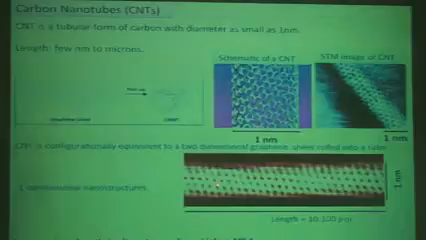 Carbon Nanotubes (CNTs)
CNT is a tubular form of carbon with diameter as small as 1nm.
Length: few nm to microns.
Schematic of a CNT
STM image of CNT
Roll-up
1 nm
1 nm
CNT is configurationally equivalent to a two dimensional graphene sheet rolled into a tube.
1 dimensional nanostructures
1 nm
Length = 10-100 μm